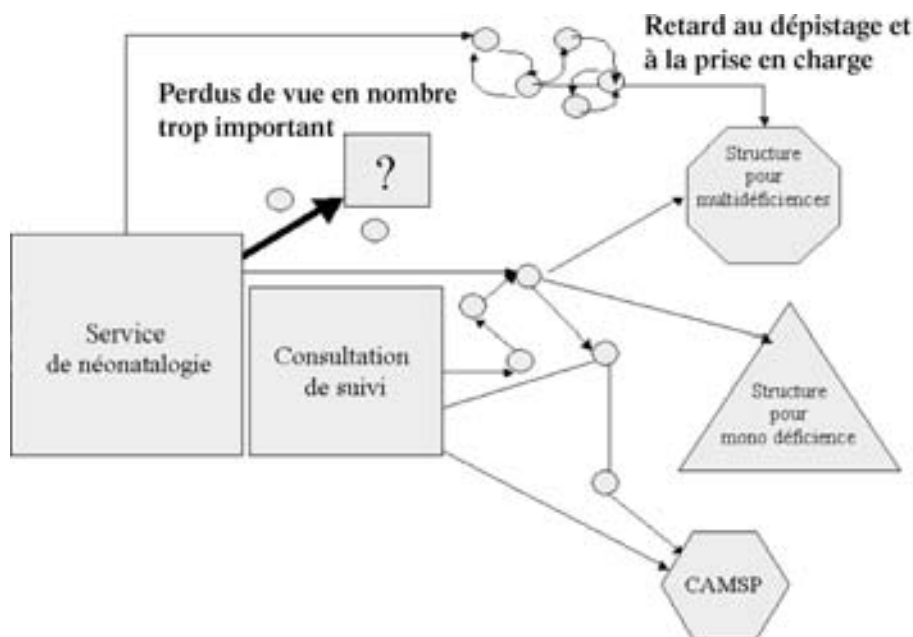 Retard au dépistage et
à la prise en charge
Perdus de vue en nombre
trop important
?
Structure
pour
multidéficiences
Service
de néonatalogie
Consultation
de suivi
Structure
pour
mono déficience
CAMSP